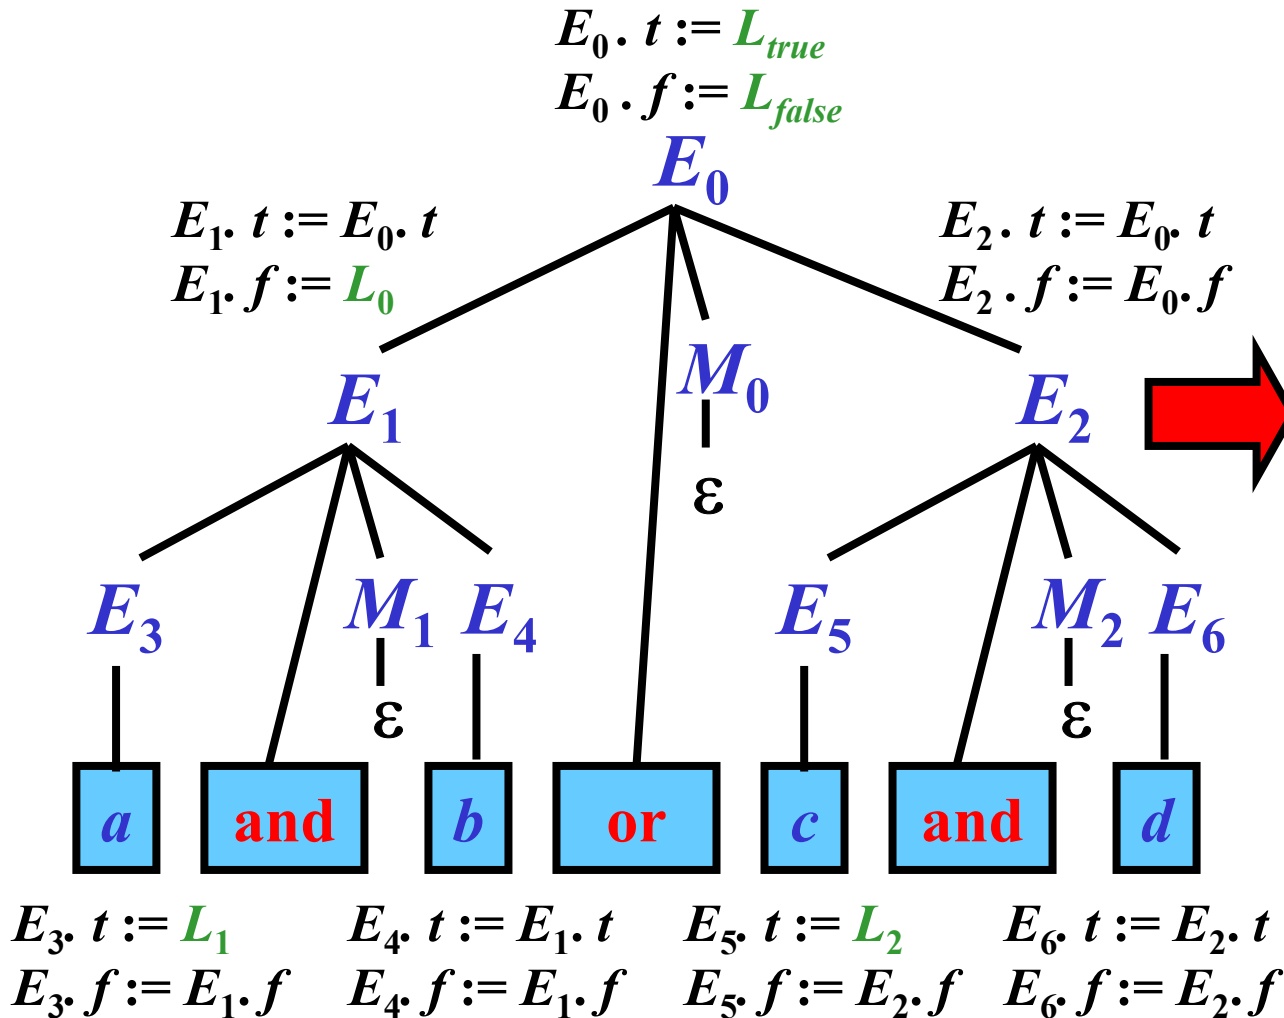 E₀. t := L_true
E₀ . f := L_false
E₀
E₁. t := E₀. t
E₁. f := L₀
E₂. t := E₀. t
E₂ . f := E₀. f
E₁
M₀
E₂
ε
E₃
M₁
E₄
E₅
M₂
E₆
ε
ε
a
and
b
or
c
and
d
E₃. t := L₁
E₃. f := E₁. f
E₄. t := E₁. t
E₄. f := E₁. f
E₅. t := L₂
E₅. f := E₂. f
E₆. t := E₂. t
E₆. f := E₂. f